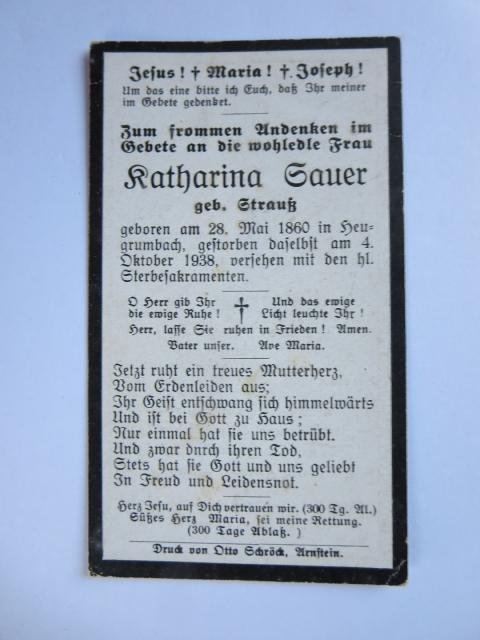 Jesus! † Maria! † Joseph!
Um das eine bitte ich Euch, daß Ihr meiner
im Gebete gedenket.
Zum frommen Andenken im
Gebete an die wohledle Frau
Katharina Sauer
geb. Strauß
geboren am 28. Mai 1860 in Heu-
grumbach, gestorben daselbst am 4.
Oktober 1938, versehen mit den hl.
Sterbesakramenten.
O Herr gib Ihr † Und das ewige
die ewige Ruhe! Licht leuchte Ihr!
Herr, lasse Sie ruhen in Frieden! Amen.
Vater unser. Ave Maria.
Jetzt ruht ein treues Mutterherz,
Vom Erdenleiden aus;
Ihr Geist entschwang sich himmelwärts
Und ist bei Gott zu Haus;
Nur einmal hat sie uns betrübt.
Und zwar dnrch ihren Tod,
Stets hat sie Gott und uns geliebt
In Freud und Leidensnot.
Herz Jesu, auf Dich vertrauen wir. (300 Tg. Al.)
Süßes Herz Maria, sei meine Rettung.
(300 Tage Ablaß.)
Druck von Otto Schröck, Arnstein.